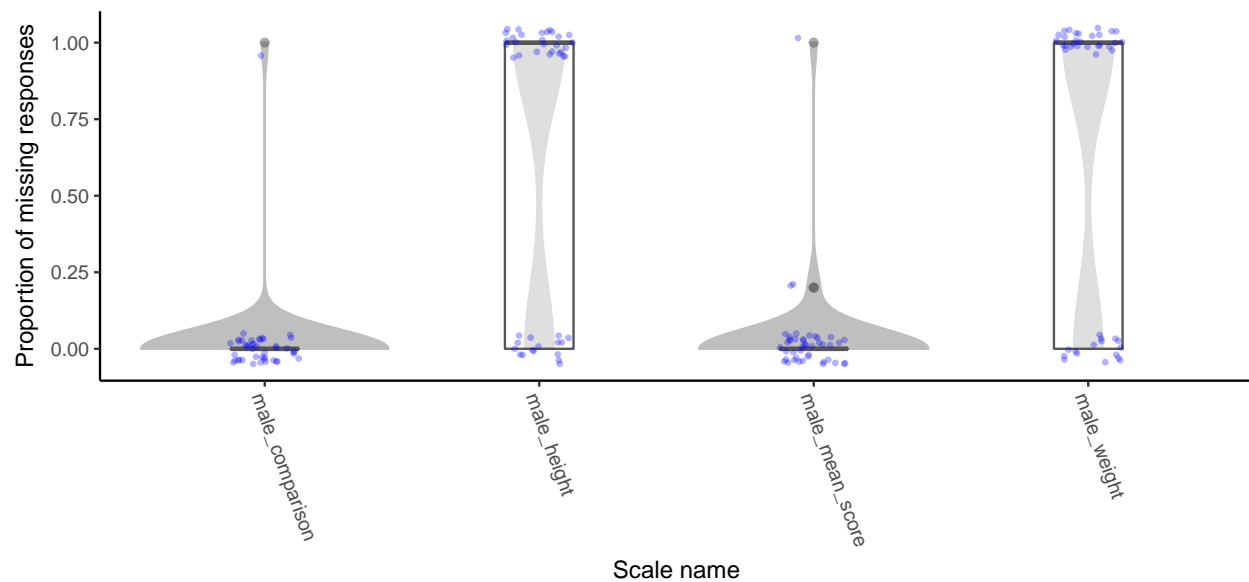 Proportion of missing responses
1.00
0.75
0.50
0.25
0.00
male_comparison
male_height
male_mean_score
male_weight
Scale name